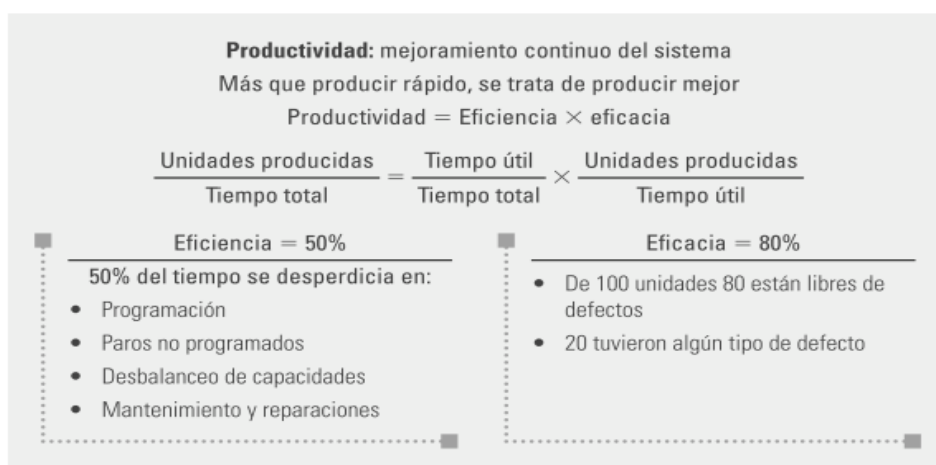 Productividad: mejoramiento continuo del sistema
Más que producir rápido, se trata de producir mejor
Productividad = Eficiencia × eficacia
Unidades producidas / Tiempo total = Tiempo útil / Tiempo total × Unidades producidas / Tiempo útil
Eficiencia = 50%
50% del tiempo se desperdicia en:
• Programación
• Paros no programados
• Desbalanceo de capacidades
• Mantenimiento y reparaciones
Eficacia = 80%
• De 100 unidades 80 están libres de
defectos
• 20 tuvieron algún tipo de defecto